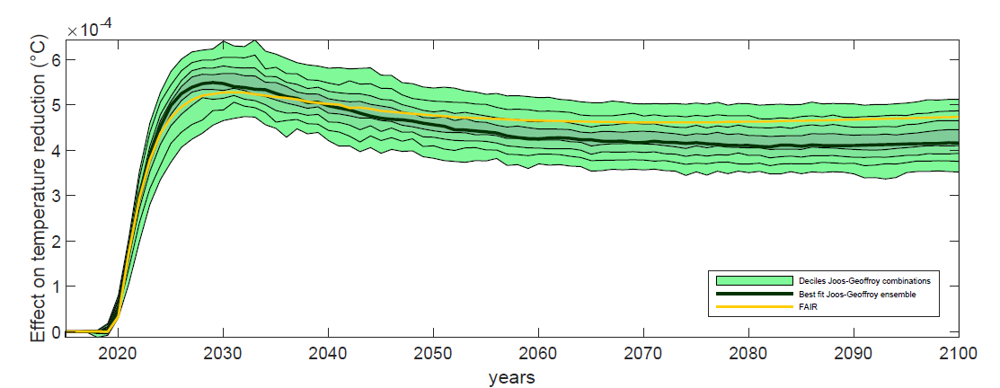 ×10-4
Effect on temperature reduction (°C)
6
5
4
3
2
1
0
Deciles Joos-Geoffroy combinations
Best fit Joos-Geoffroy ensemble
FAIR
2020 2030 2040 2050 2060 2070 2080 2090 2100
years